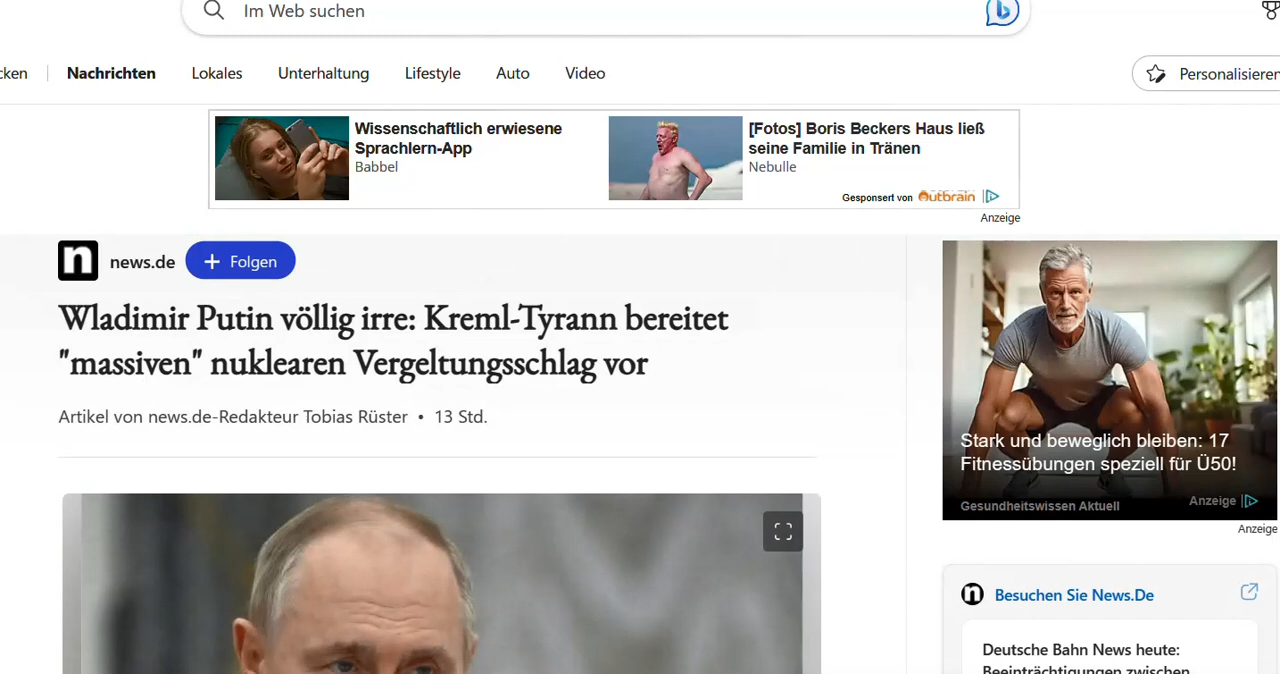 Im Web suchen
cken
Nachrichten
Lokales
Unterhaltung
Lifestyle
Auto
Video
Personalisieren
Wissenschaftlich erwiesene
Sprachlern-App
Babbel
[Fotos] Boris Beckers Haus ließ
seine Familie in Tränen
Nebulle
Gesponsert von Outbrain
Anzeige
n news.de + Folgen
Wladimir Putin völlig irre: Kreml-Tyrann bereitet
"massiven" nuklearen Vergeltungsschlag vor
Artikel von news.de-Redakteur Tobias Rüster • 13 Std.
Stark und beweglich bleiben: 17
Fitnessübungen speziell für Ü50!
Gesundheitswissen Aktuell
Anzeige
Anzeige
n Besuchen Sie News.De
Deutsche Bahn News heute:
Beeinträchtigungen zwischen